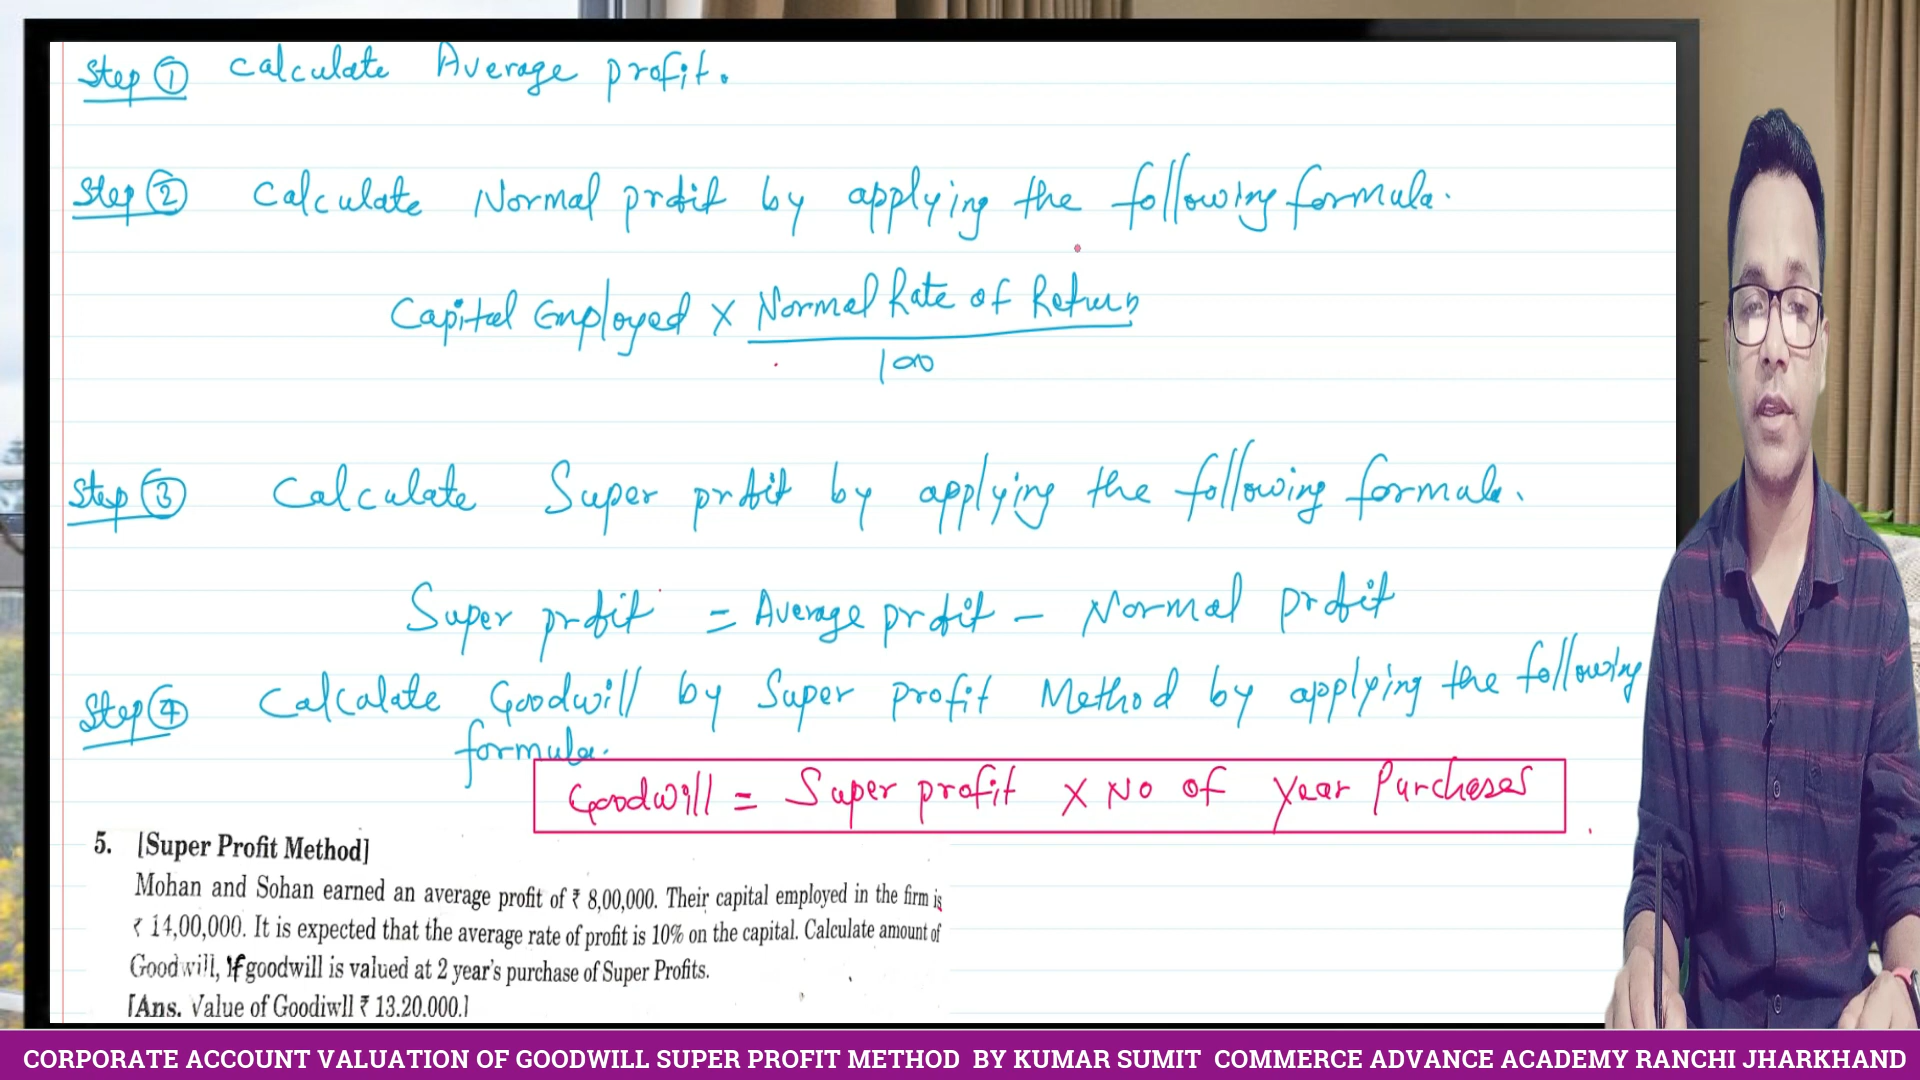 Step ① Calculate Average profit.
Step ② Calculate Normal profit by applying the following formula.
Capital Employed × Normal Rate of Return
100
Step ③ Calculate Super profit by applying the following formula.
Super profit = Average profit - Normal profit
Step ④ Calcalate Goodwill by Super profit Method by applying the following
formula.
Goodwill = Super profit × No of Year Purchases
5. [Super Profit Method]
Mohan and Sohan earned an average profit of ₹ 8,00,000. Their capital employed in the firm is
₹ 14,00,000. It is expected that the average rate of profit is 10% on the capital. Calculate amount of
Goodwill, If goodwill is valued at 2 year's purchase of Super Profits.
[Ans. Value of Goodiwll ₹ 13.20.000.]
CORPORATE ACCOUNT VALUATION OF GOODWILL SUPER PROFIT METHOD BY KUMAR SUMIT COMMERCE ADVANCE ACADEMY RANCHI JHARKHAND